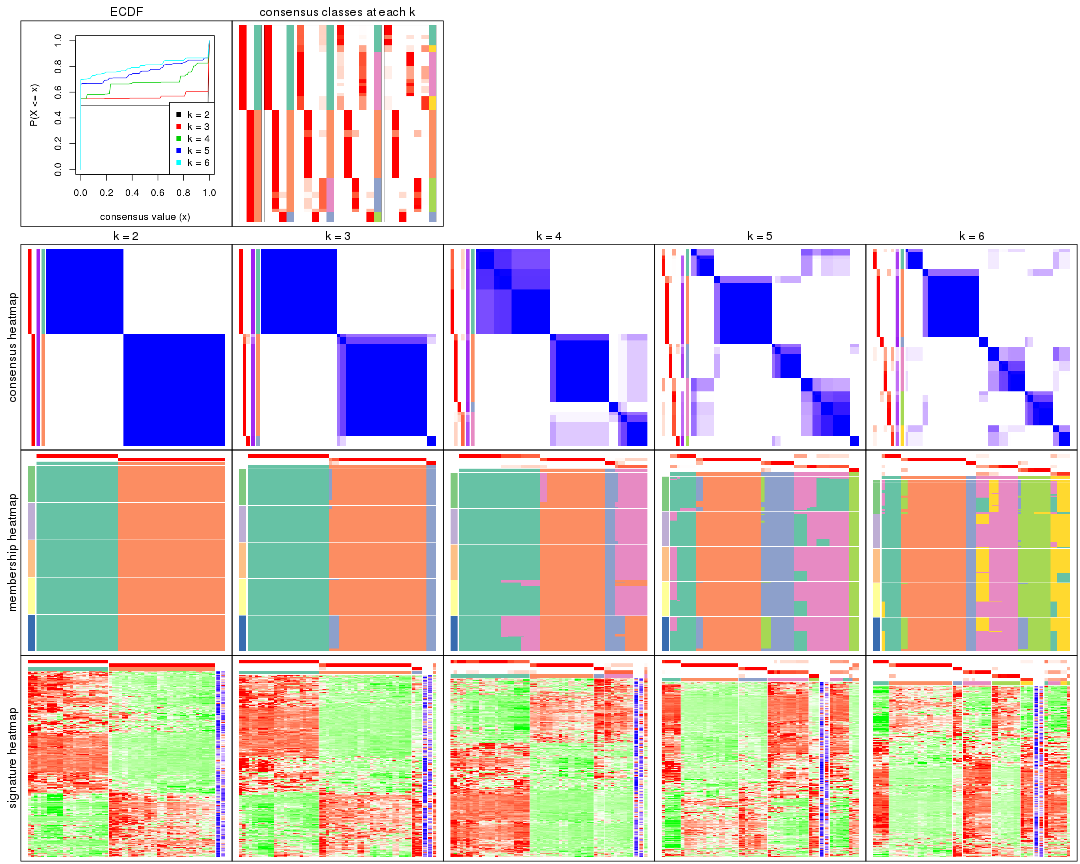 ECDF
consensus classes at each k
P(X <= x)
1.0
0.8
0.6
0.4
0.2
0.0
k = 2
k = 3
k = 4
k = 5
k = 6
0.0 0.2 0.4 0.6 0.8 1.0
consensus value (x)
k = 2
k = 3
k = 4
k = 5
k = 6
consensus heatmap
membership heatmap
signature heatmap